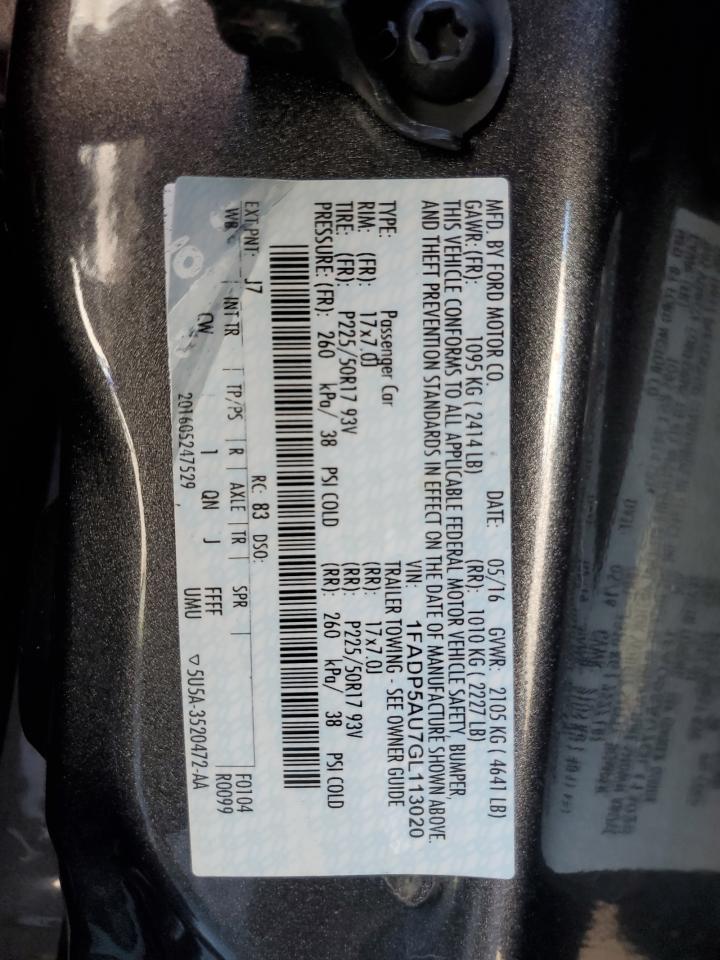 MFD. BY FORD MOTOR CO. DATE: 05/16 GVWR: 2105 KG ( 4641 LB)
GAWR: (FR): 1095 KG ( 2414 LB) (RR): 1010 KG ( 2227 LB)
THIS VEHICLE CONFORMS TO ALL APPLICABLE FEDERAL MOTOR VEHICLE SAFETY, BUMPER,
AND THEFT PREVENTION STANDARDS IN EFFECT ON THE DATE OF MANUFACTURE SHOWN ABOVE.
VIN: 1FADP5AU7GL113020
TYPE: Passenger Car TRAILER TOWING - SEE OWNER GUIDE
RIM: (FR): 17x7.0J (RR): 17x7.0J
TIRE: (FR): P225/50R17 93V (RR): P225/50R17 93V
PRESSURE: (FR): 260 kPa/ 38 PSI COLD (RR): 260 kPa/ 38 PSI COLD
EXT PNT: J7 RC: 83 DSO: F0104
WB INT TR TP/PS R AXLE TR SPR R0099
CW 1 QN J FFFF
201605247529 UMU ▽5U5A-3520472-AA